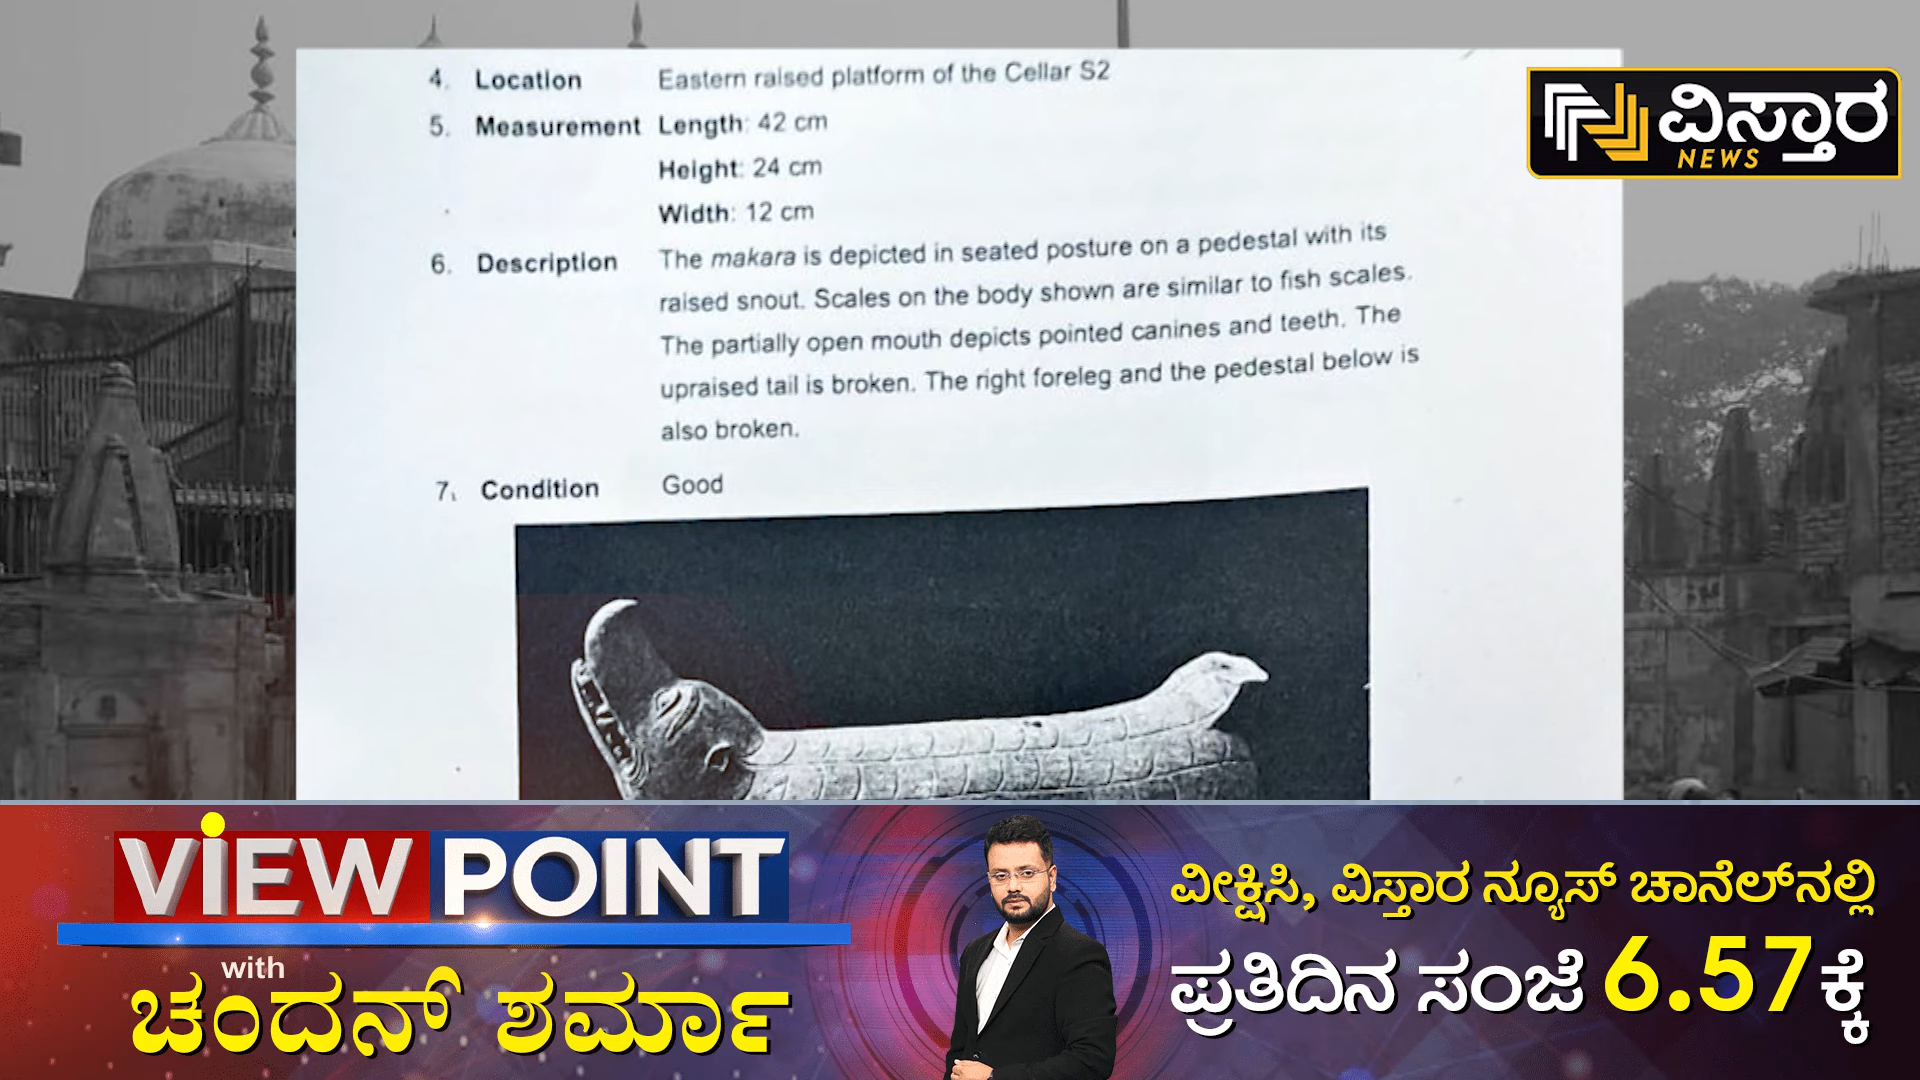 4. Location Eastern raised platform of the Cellar S2
5. Measurement Length: 42 cm
Height: 24 cm
Width: 12 cm
6. Description The makara is depicted in seated posture on a pedestal with its
raised snout. Scales on the body shown are similar to fish scales.
The partially open mouth depicts pointed canines and teeth. The
upraised tail is broken. The right foreleg and the pedestal below is
also broken.
7. Condition Good
ವಿಸ್ತಾರ
NEWS
VIEW POINT
with
ಚಂದನ್ ಶರ್ಮಾ
ವೀಕ್ಷಿಸಿ, ವಿಸ್ತಾರ ನ್ಯೂಸ್ ಚಾನೆಲ್‌ನಲ್ಲಿ
ಪ್ರತಿದಿನ ಸಂಜೆ 6.57ಕ್ಕೆ